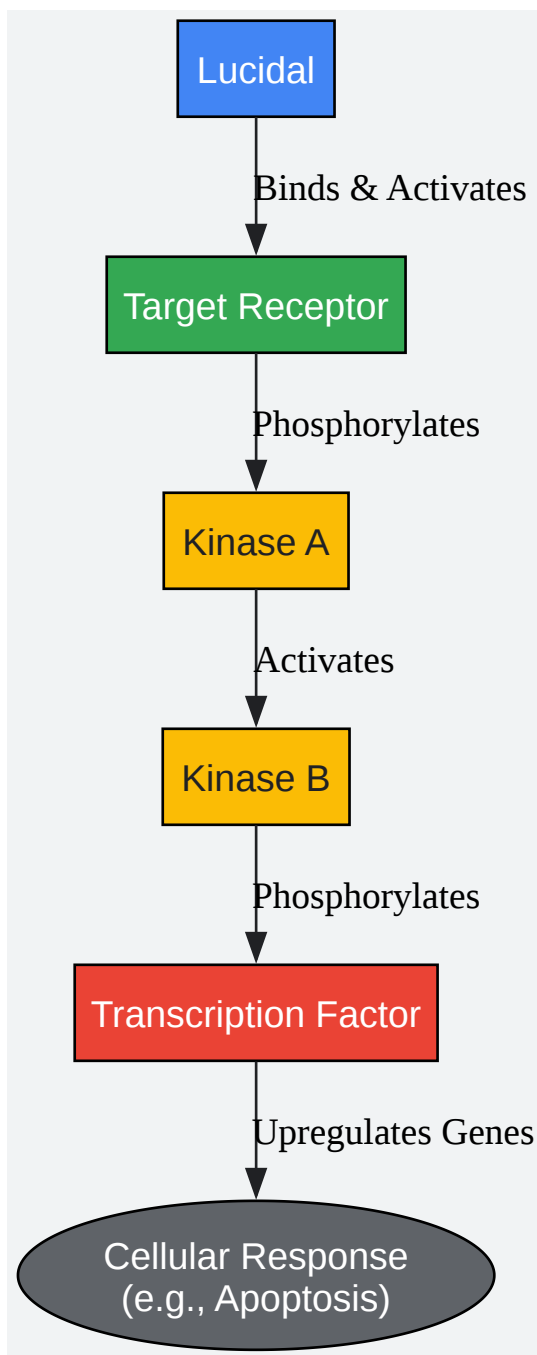 Lucidal
Binds & Activates
Target Receptor
Phosphorylates
Kinase A
Activates
Kinase B
Phosphorylates
Transcription Factor
Upregulates Genes
Cellular Response
(e.g., Apoptosis)